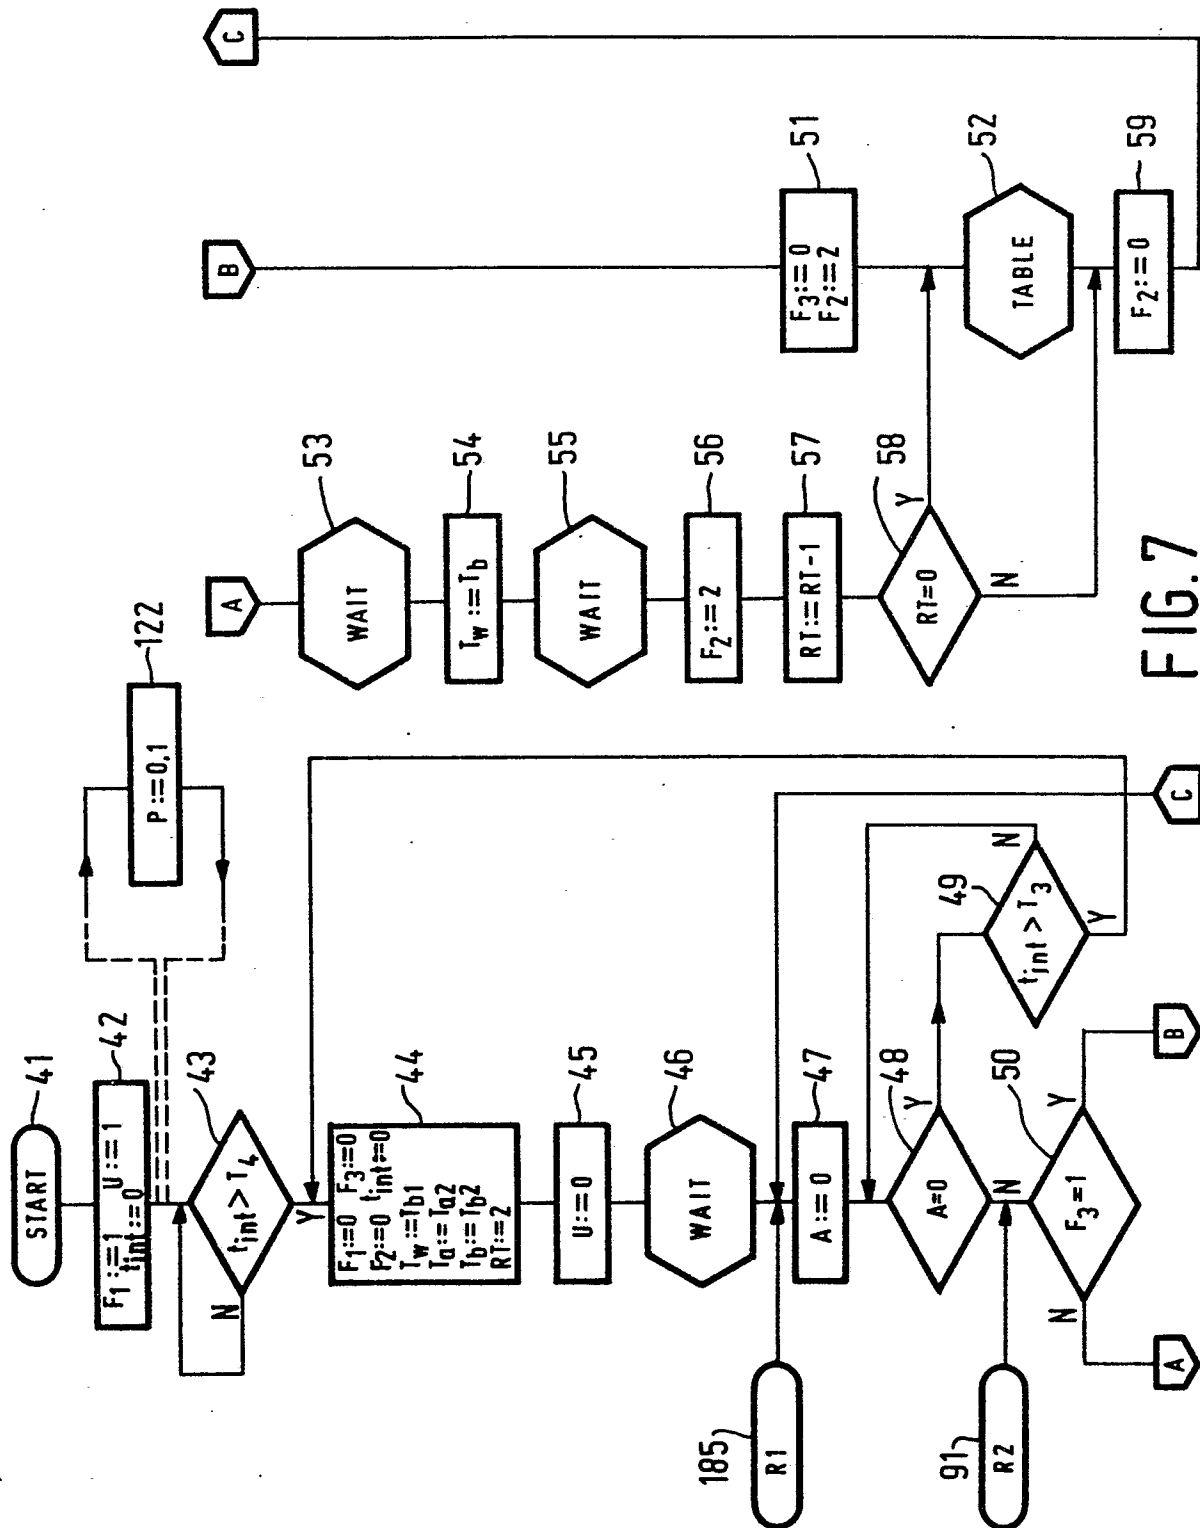 START
41
F1:=1 U:=1
tint:=0
42
P:=0,1
122
tint > T4
43
N
Y
F1:=0 F3:=0
F2:=0 tint:=0
Tw:=Tb1
Ta:=Ta2
Tb:=Tb2
RT:=2
44
U:=0
45
WAIT
46
R1
185
A:=0
47
A=0
48
Y
N
tint > T3
49
N
Y
R2
91
F3=1
50
N
Y
A
B
C
A
WAIT
53
Tw:=Tb
54
WAIT
55
F2:=2
56
RT:=RT-1
57
RT=0
58
Y
N
B
F3:=0
F2:=2
51
TABLE
52
F2:=0
59
C
FIG.7